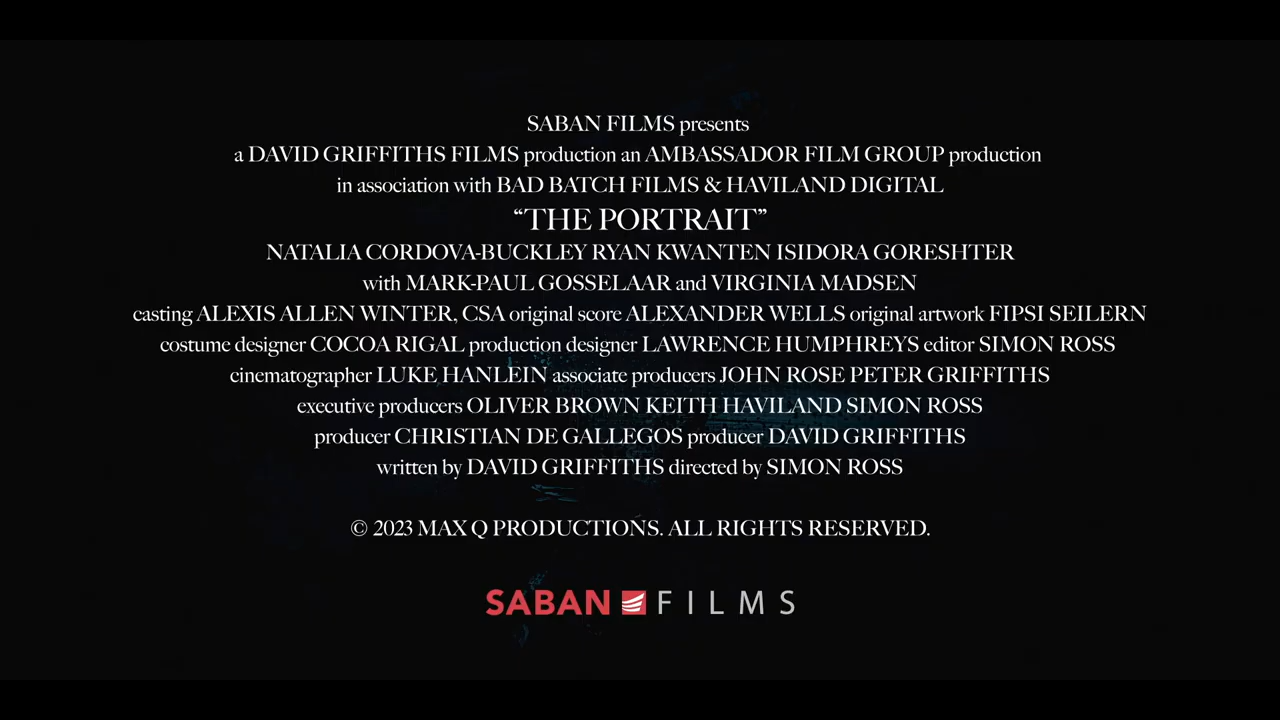 SABAN FILMS presents
a DAVID GRIFFITHS FILMS production an AMBASSADOR FILM GROUP production
in association with BAD BATCH FILMS & HAVILAND DIGITAL
“THE PORTRAIT”
NATALIA CORDOVA-BUCKLEY RYAN KWANTEN ISIDORA GORESHTER
with MARK-PAUL GOSSELAAR and VIRGINIA MADSEN
casting ALEXIS ALLEN WINTER, CSA original score ALEXANDER WELLS original artwork FIPSI SEILERN
costume designer COCOA RIGAL production designer LAWRENCE HUMPHREYS editor SIMON ROSS
cinematographer LUKE HANLEIN associate producers JOHN ROSE PETER GRIFFITHS
executive producers OLIVER BROWN KEITH HAVILAND SIMON ROSS
producer CHRISTIAN DE GALLEGOS producer DAVID GRIFFITHS
written by DAVID GRIFFITHS directed by SIMON ROSS
© 2023 MAX Q PRODUCTIONS. ALL RIGHTS RESERVED.
SABAN FILMS